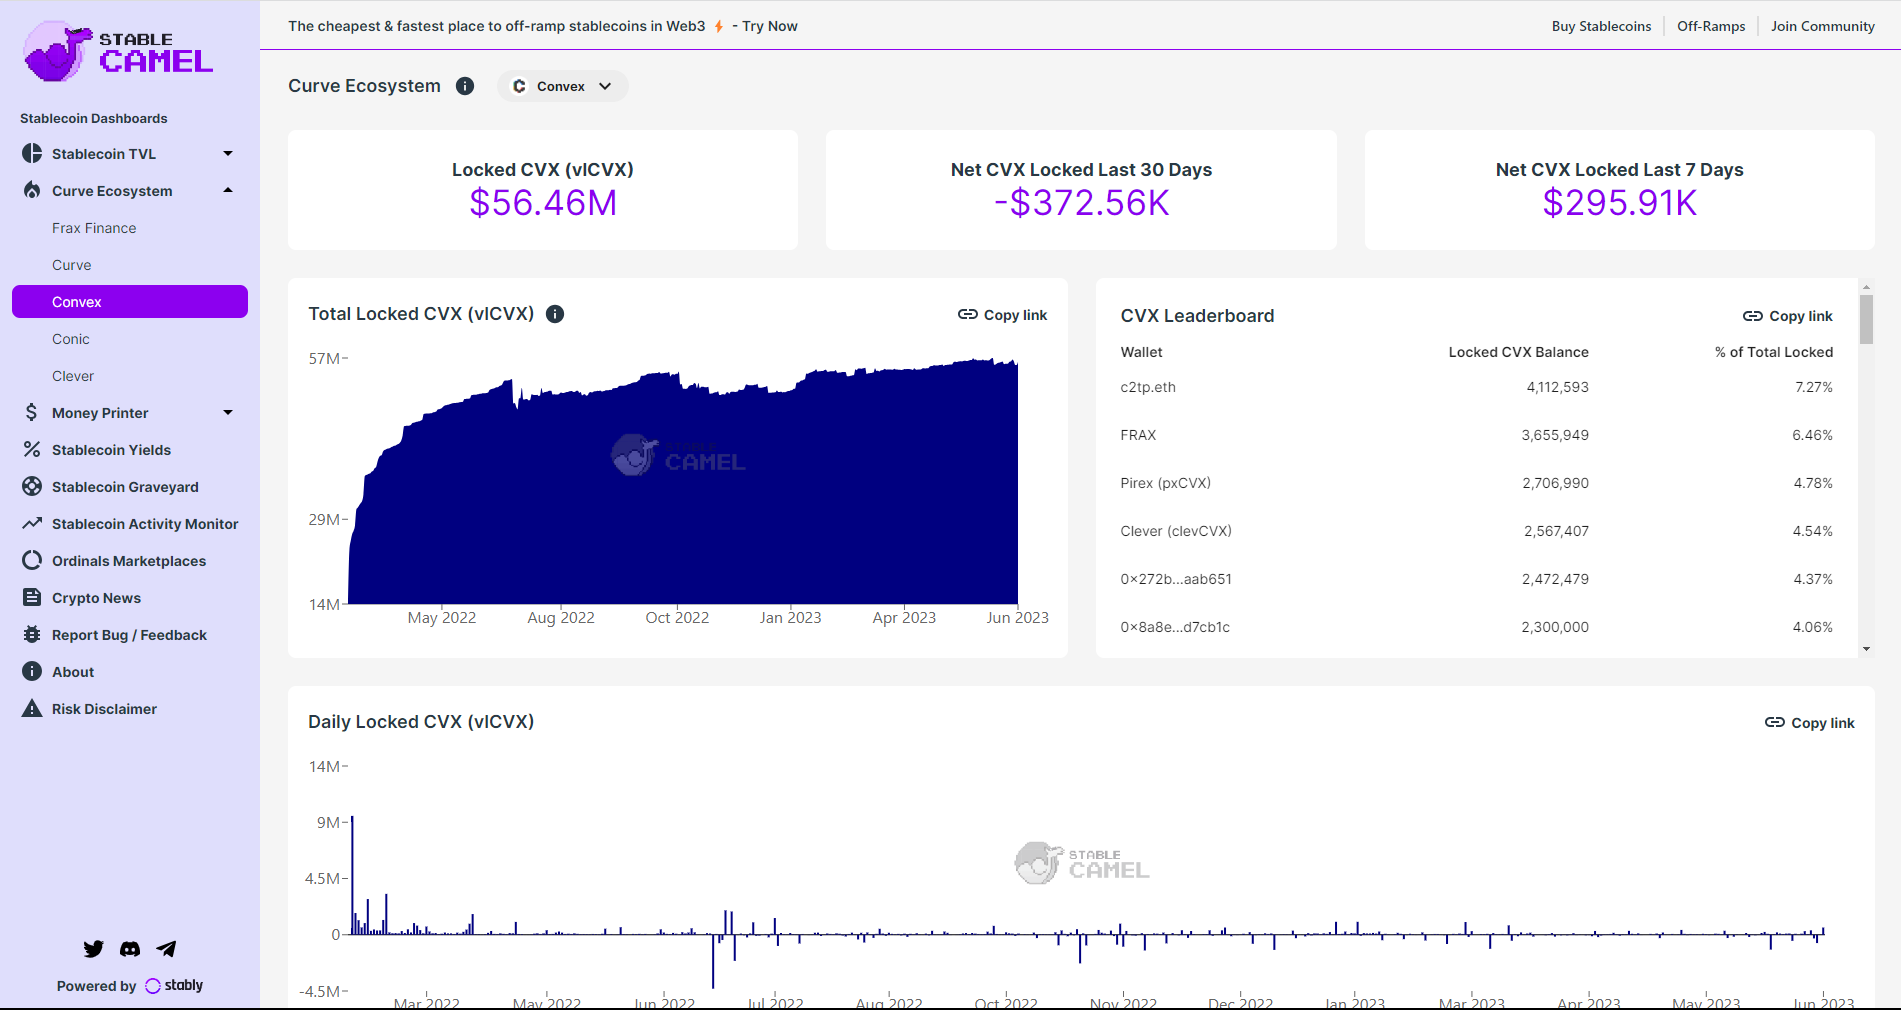 STABLE
CAMEL
The cheapest & fastest place to off-ramp stablecoins in Web3 ⚡ - Try Now
Buy Stablecoins
Off-Ramps
Join Community
Stablecoin Dashboards
Stablecoin TVL
Curve Ecosystem
Frax Finance
Curve
Convex
Conic
Clever
Money Printer
Stablecoin Yields
Stablecoin Graveyard
Stablecoin Activity Monitor
Ordinals Marketplaces
Crypto News
Report Bug / Feedback
About
Risk Disclaimer
Powered by stably
Curve Ecosystem
Convex
Locked CVX (vlCVX)
$56.46M
Net CVX Locked Last 30 Days
-$372.56K
Net CVX Locked Last 7 Days
$295.91K
Total Locked CVX (vlCVX)
Copy link
57M
29M
14M
May 2022 Aug 2022 Oct 2022 Jan 2023 Apr 2023 Jun 2023
STABLE
CAMEL
CVX Leaderboard
Copy link
Wallet Locked CVX Balance % of Total Locked
c2tp.eth 4,112,593 7.27%
FRAX 3,655,949 6.46%
Pirex (pxCVX) 2,706,990 4.78%
Clever (clevCVX) 2,567,407 4.54%
0x272b...aab651 2,472,479 4.37%
0x8a8e...d7cb1c 2,300,000 4.06%
Daily Locked CVX (vlCVX)
Copy link
14M
9M
4.5M
0
-4.5M
STABLE
CAMEL
Mar 2022 May 2022 Jun 2022 Jul 2022 Aug 2022 Oct 2022 Nov 2022 Dec 2022 Jan 2023 Mar 2023 Apr 2023 May 2023 Jun 2023